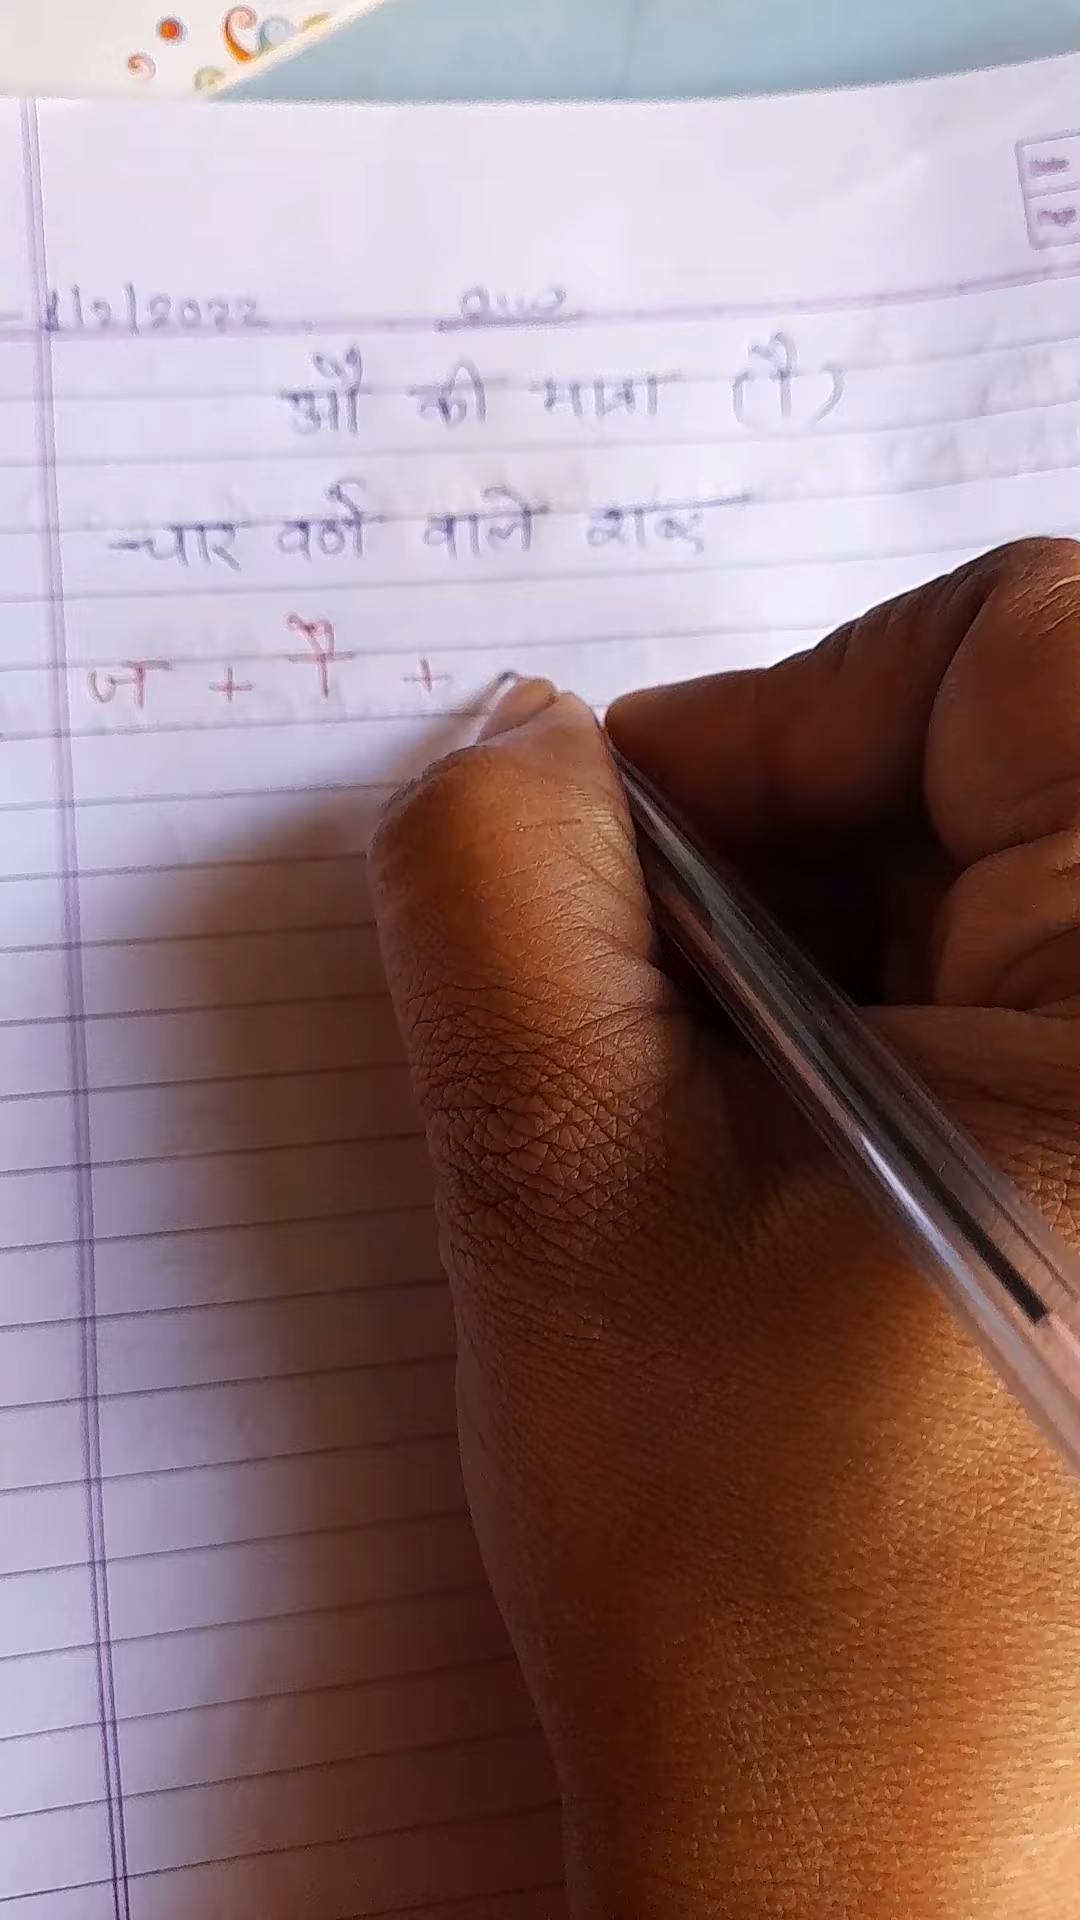 1/2/2022
औ की मात्रा (ौ)
चार वर्णो वाले शब्द
ज + ौ +